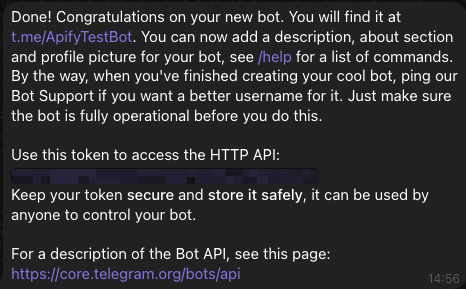 Done! Congratulations on your new bot. You will find it at
t.me/ApifyTestBot. You can now add a description, about section
and profile picture for your bot, see /help for a list of commands.
By the way, when you've finished creating your cool bot, ping our
Bot Support if you want a better username for it. Just make sure
the bot is fully operational before you do this.

Use this token to access the HTTP API:
Keep your token secure and store it safely, it can be used by
anyone to control your bot.

For a description of the Bot API, see this page:
https://core.telegram.org/bots/api
14:56